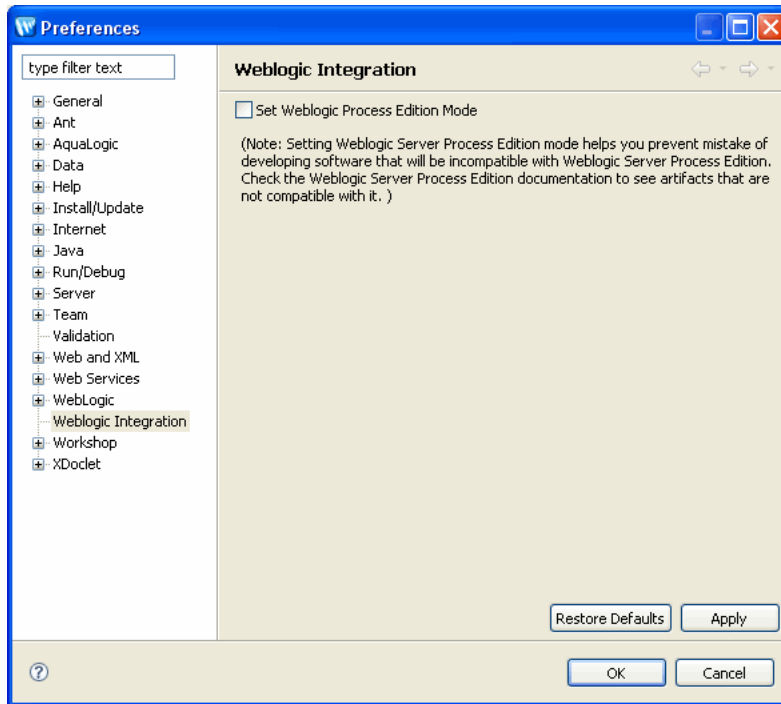 Preferences
type filter text
General
Ant
AquaLogic
Data
Help
Install/Update
Internet
Java
Run/Debug
Server
Team
Validation
Web and XML
Web Services
WebLogic
Weblogic Integration
Workshop
XDoclet
Weblogic Integration
Set Weblogic Process Edition Mode
(Note: Setting Weblogic Server Process Edition mode helps you prevent mistake of
developing software that will be incompatible with Weblogic Server Process Edition.
Check the Weblogic Server Process Edition documentation to see artifacts that are
not compatible with it. )
Restore Defaults
Apply
?
OK
Cancel